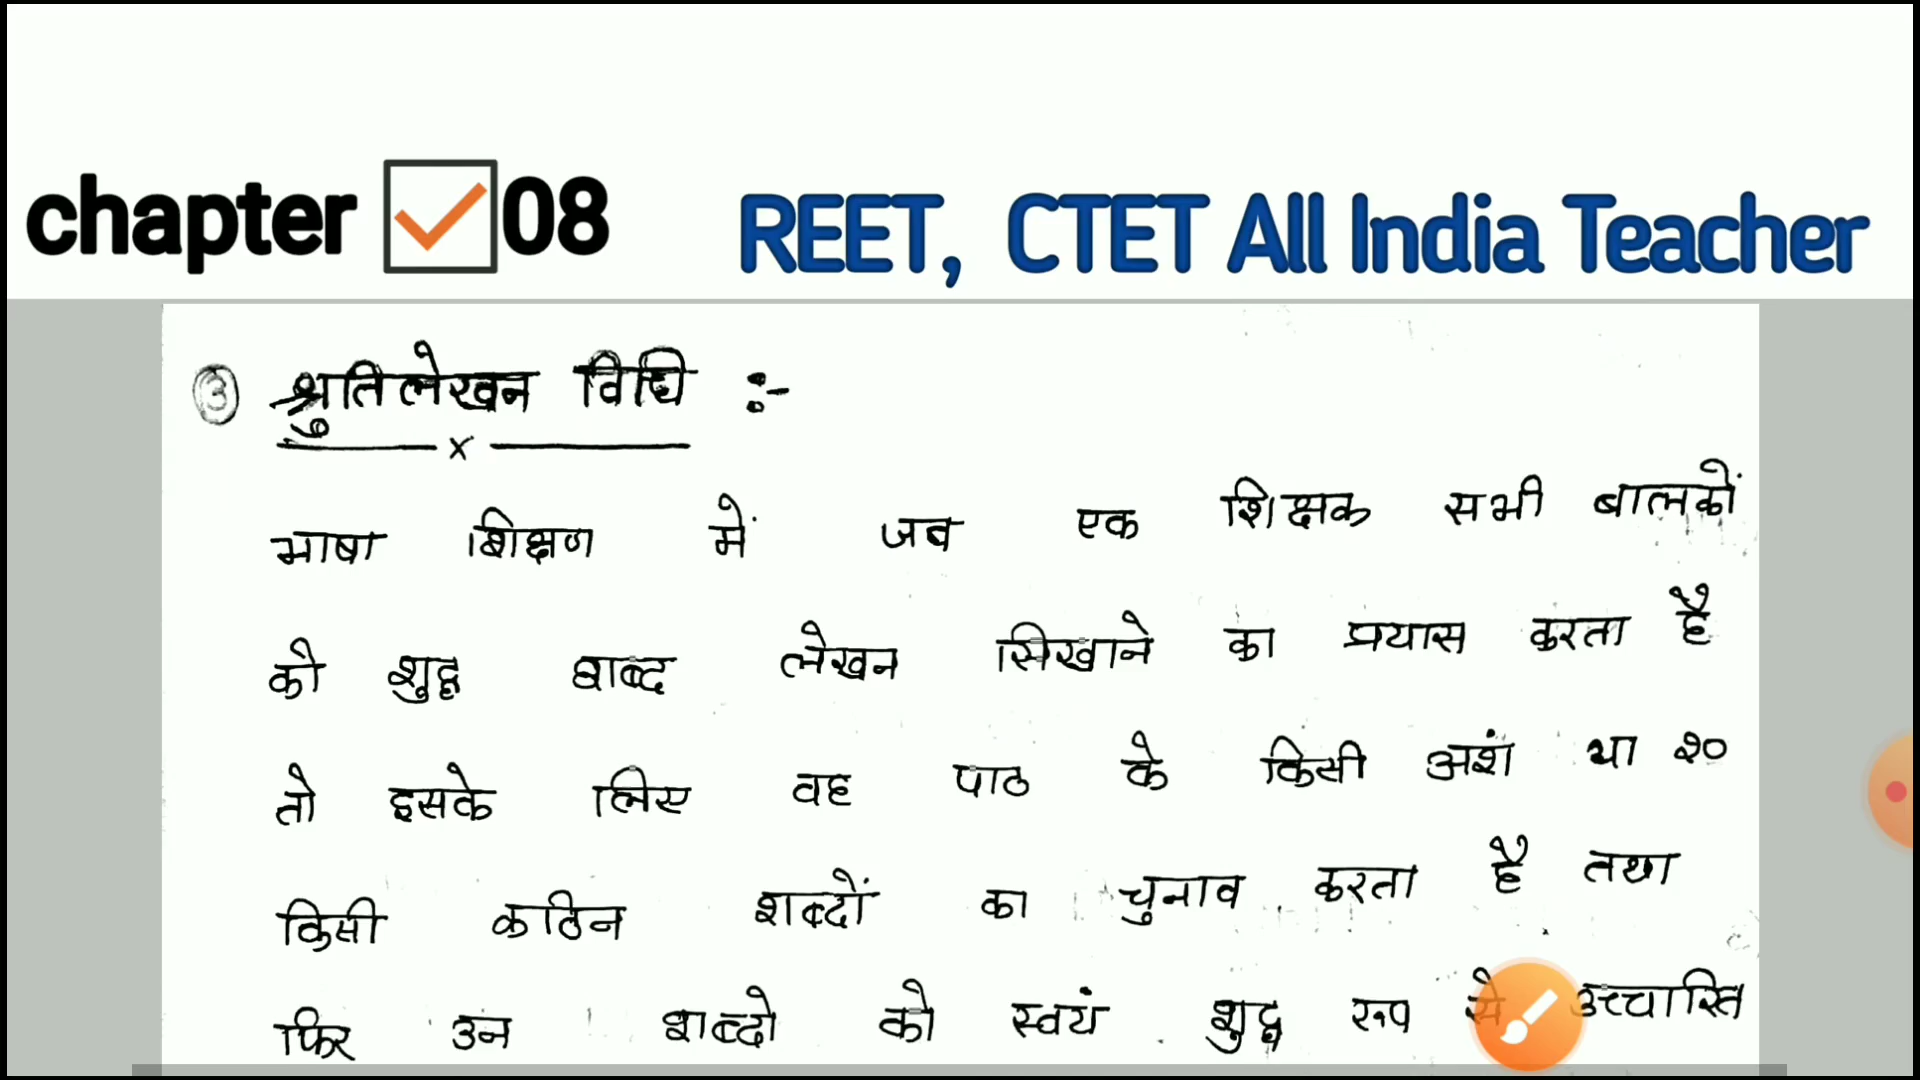 chapter 08
REET, CTET All India Teacher
③ श्रुतिलेखन विधि :-
भाषा शिक्षण में जब एक शिक्षक सभी बालकों
को शुद्ध शब्द लेखन सिखाने का प्रयास करता है
तो इसके लिए वह पाठ के किसी अशं या २०
किसी कठिन शब्दों का चुनाव करता है तथा
फिर उन शब्दो को स्वयं शुद्ध रूप से उच्चारित